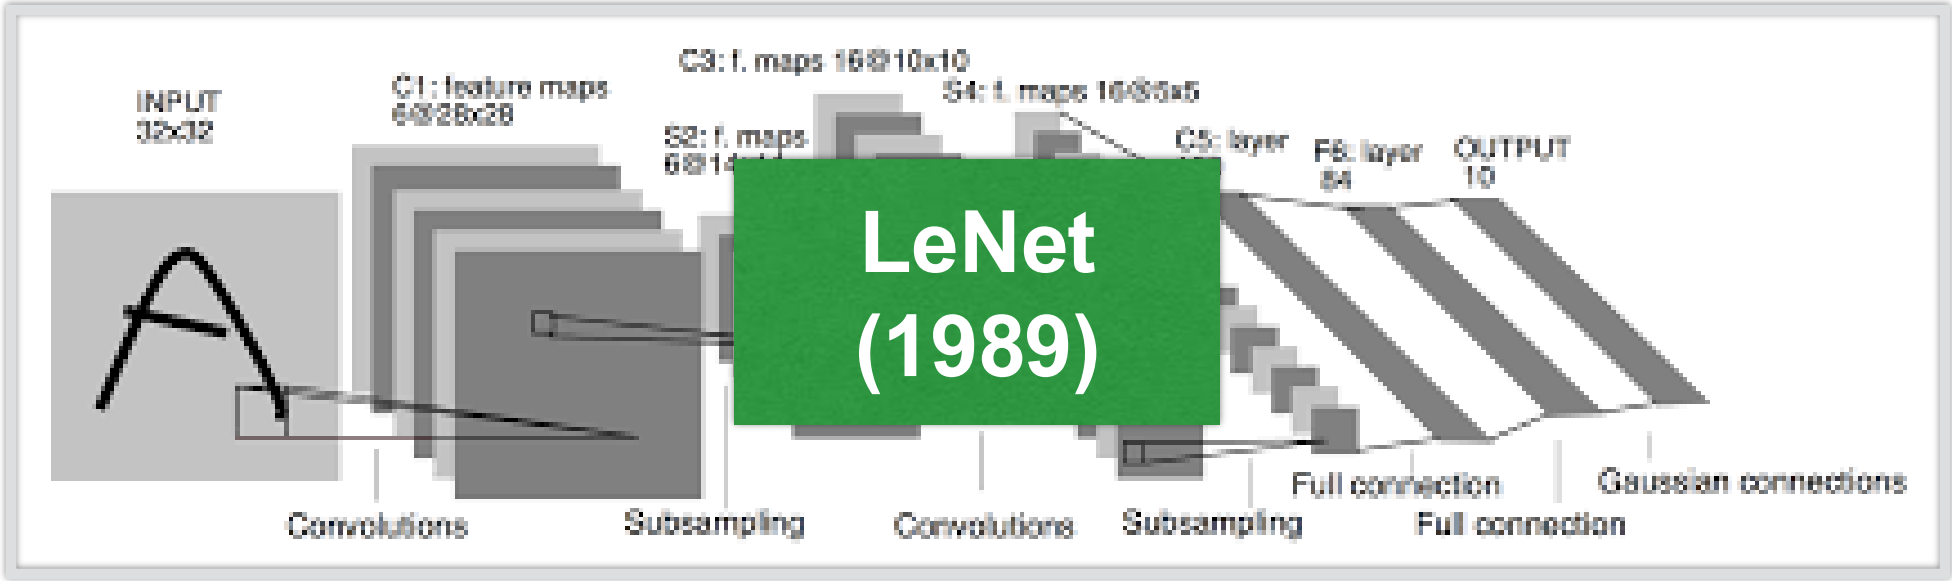 INPUT
32x32
C1: feature maps
6@28x28
C3: f. maps 16@10x10
S4: f. maps 16@5x5
S2: f. maps
C5: layer
F6: layer
84
OUTPUT
10
LeNet
(1989)
Convolutions
Subsampling
Convolutions
Subsampling
Full connection
Full connection
Gaussian connections